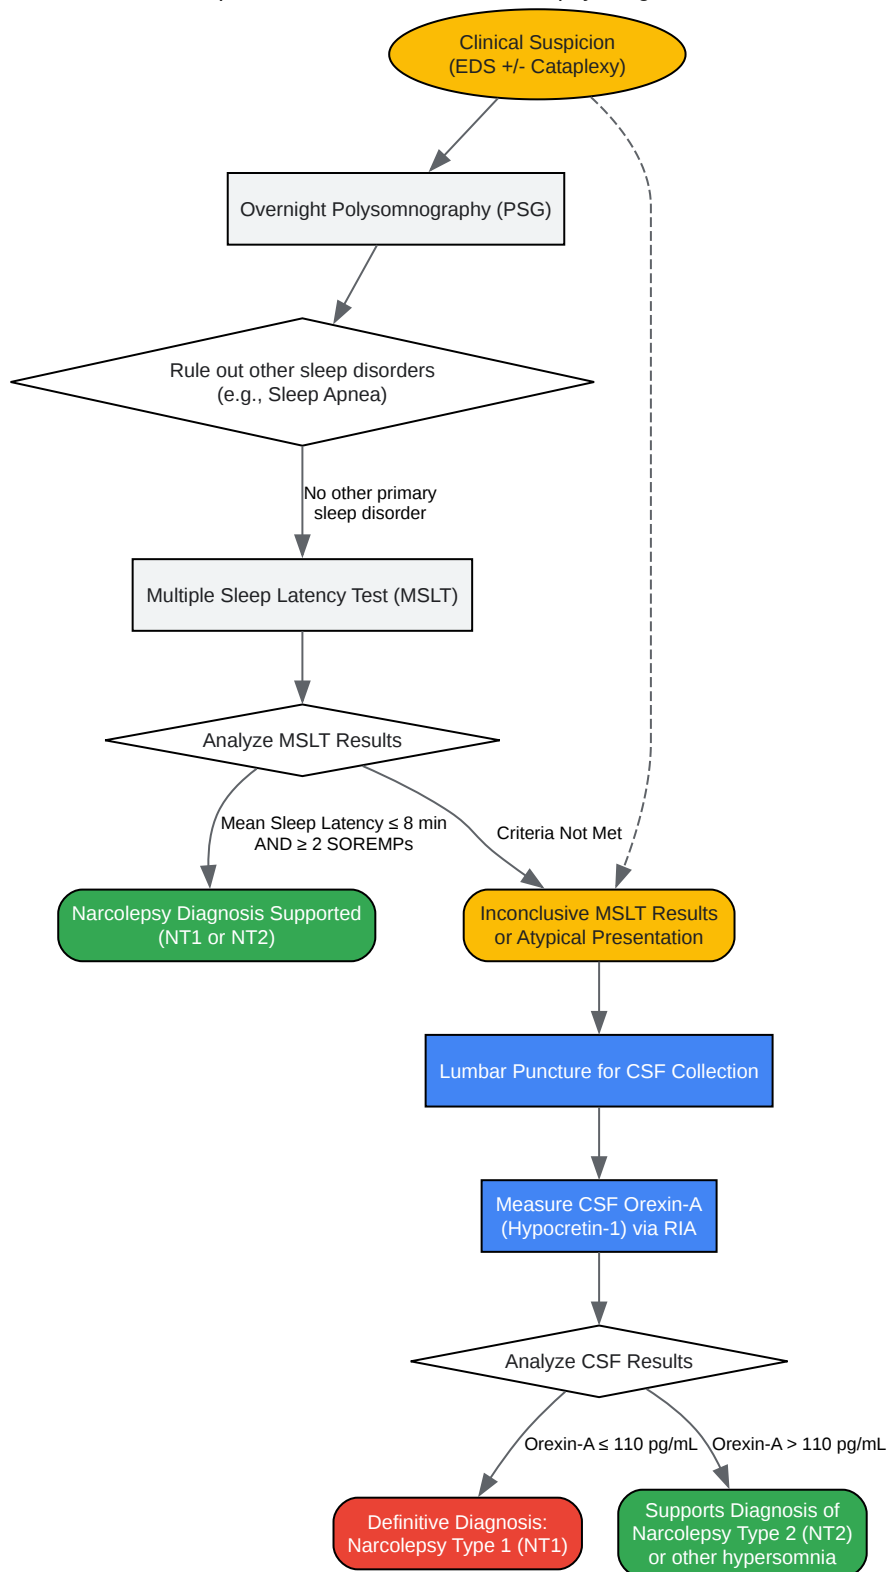 Clinical Suspicion
(EDS +/- Cataplexy)
Overnight Polysomnography (PSG)
Rule out other sleep disorders
(e.g., Sleep Apnea)
No other primary
sleep disorder
Multiple Sleep Latency Test (MSLT)
Analyze MSLT Results
Mean Sleep Latency ≤ 8 min
AND ≥ 2 SOREMPs
Criteria Not Met
Narcolepsy Diagnosis Supported
(NT1 or NT2)
Inconclusive MSLT Results
or Atypical Presentation
Lumbar Puncture for CSF Collection
Measure CSF Orexin-A
(Hypocretin-1) via RIA
Analyze CSF Results
Orexin-A ≤ 110 pg/mL
Orexin-A > 110 pg/mL
Definitive Diagnosis:
Narcolepsy Type 1 (NT1)
Supports Diagnosis of
Narcolepsy Type 2 (NT2)
or other hypersomnia